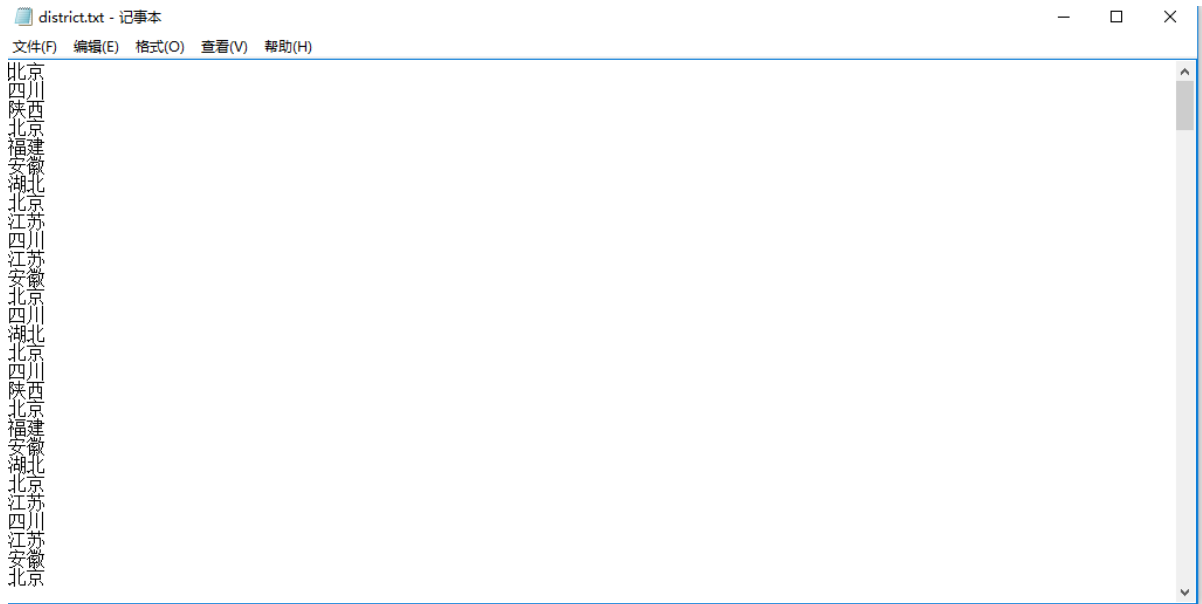 district.txt - 记事本
文件(F) 编辑(E) 格式(O) 查看(V) 帮助(H)
北京
四川
陕西
北京
福建
安徽
湖北
北京
江苏
四川
江苏
安徽
北京
四川
湖北
北京
四川
陕西
北京
福建
安徽
湖北
北京
江苏
四川
江苏
安徽
北京